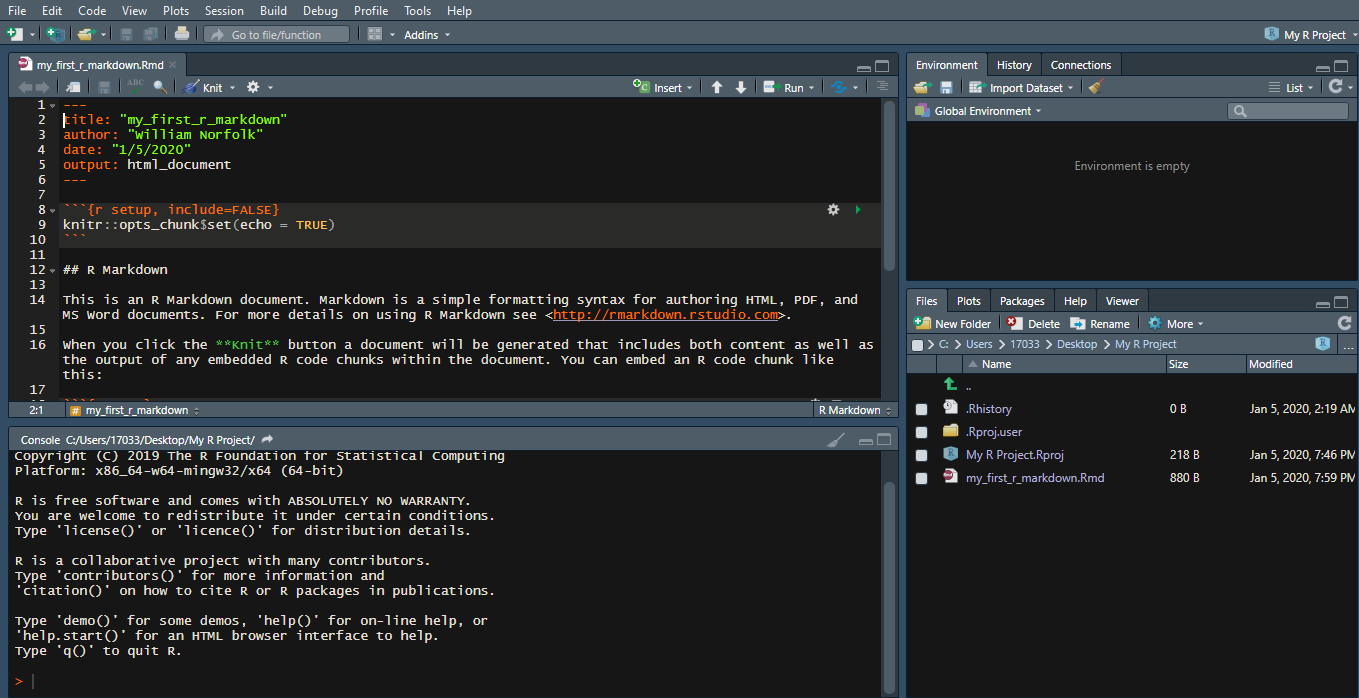 File Edit Code View Plots Session Build Debug Profile Tools Help
Go to file/function Addins My R Project
my_first_r_markdown.Rmd
ABC Knit Insert Run
1 ---
2 title: "my_first_r_markdown"
3 author: "William Norfolk"
4 date: "1/5/2020"
5 output: html_document
6 ---
7
8 ```{r setup, include=FALSE}
9 knitr::opts_chunk$set(echo = TRUE)
10 ```
11
12 ## R Markdown
13
14 This is an R Markdown document. Markdown is a simple formatting syntax for authoring HTML, PDF, and
MS Word documents. For more details on using R Markdown see <http://rmarkdown.rstudio.com>.
15
16 When you click the **Knit** button a document will be generated that includes both content as well as
the output of any embedded R code chunks within the document. You can embed an R code chunk like
this:
17
2:1 # my_first_r_markdown R Markdown
Console C:/Users/17033/Desktop/My R Project/
Copyright (C) 2019 The R Foundation for Statistical Computing
Platform: x86_64-w64-mingw32/x64 (64-bit)
R is free software and comes with ABSOLUTELY NO WARRANTY.
You are welcome to redistribute it under certain conditions.
Type 'license()' or 'licence()' for distribution details.
R is a collaborative project with many contributors.
Type 'contributors()' for more information and
'citation()' on how to cite R or R packages in publications.
Type 'demo()' for some demos, 'help()' for on-line help, or
'help.start()' for an HTML browser interface to help.
Type 'q()' to quit R.
>
Environment History Connections
Import Dataset List
Global Environment
Environment is empty
Files Plots Packages Help Viewer
New Folder Delete Rename More
C: Users 17033 Desktop My R Project ...
Name Size Modified
..
.Rhistory 0 B Jan 5, 2020, 2:19 AM
.Rproj.user
My R Project.Rproj 218 B Jan 5, 2020, 7:46 PM
my_first_r_markdown.Rmd 880 B Jan 5, 2020, 7:59 PM